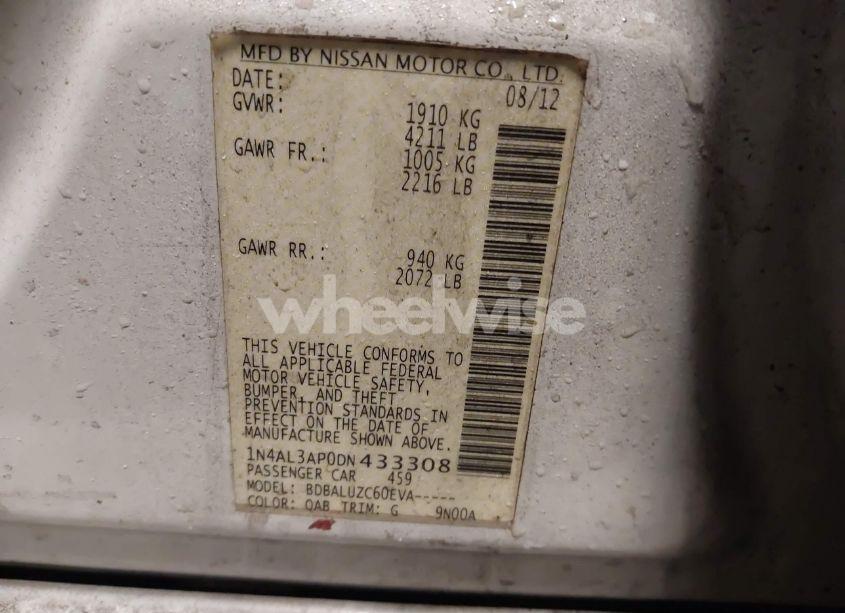 MFD BY NISSAN MOTOR CO., LTD.
DATE: 08/12
GVWR: 1910 KG
4211 LB
GAWR FR.: 1005 KG
2216 LB
GAWR RR.: 940 KG
2072 LB
wheelwise
THIS VEHICLE CONFORMS TO
ALL APPLICABLE FEDERAL
MOTOR VEHICLE SAFETY,
BUMPER, AND THEFT
PREVENTION STANDARDS IN
EFFECT ON THE DATE OF
MANUFACTURE SHOWN ABOVE.
1N4AL3AP0DN433308
PASSENGER CAR 459
MODEL: BDBALUZC60EVA-----
COLOR: QAB TRIM: G 9N00A